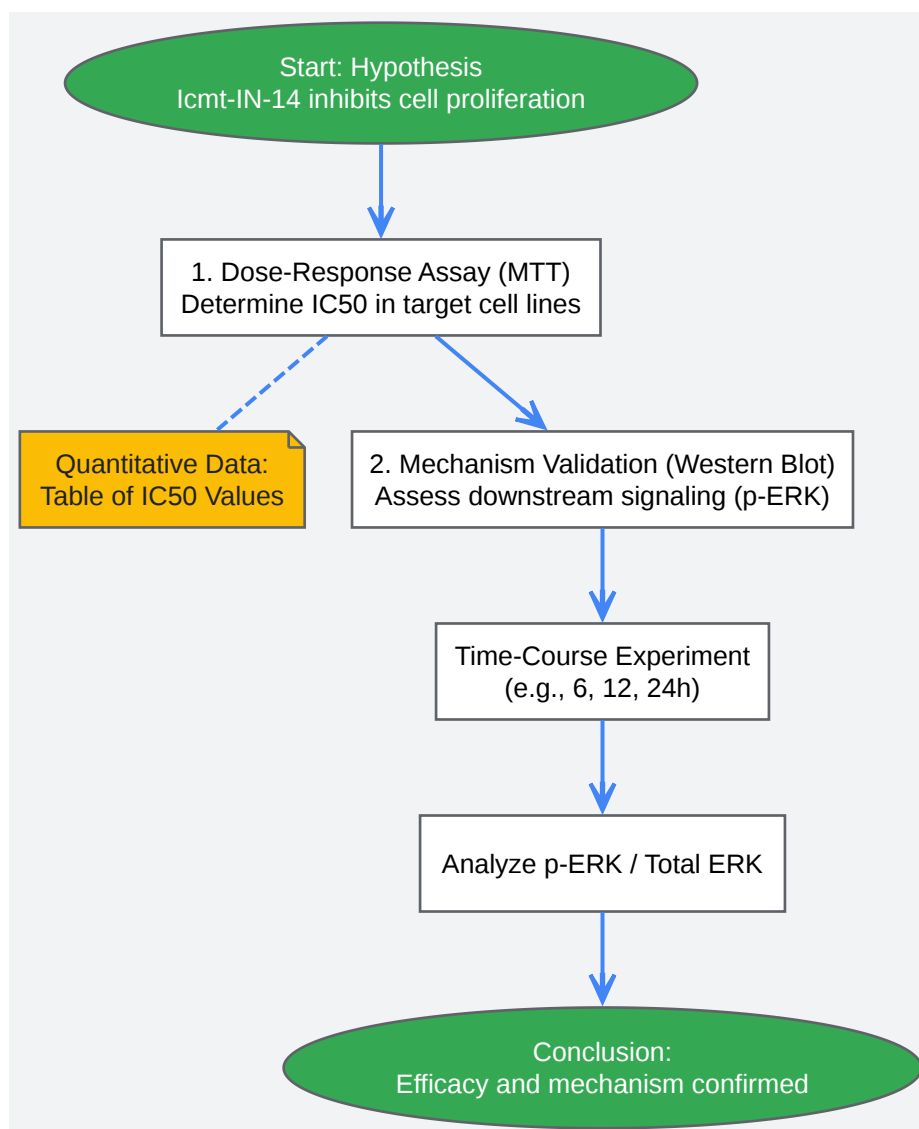 Start: Hypothesis
Icmt-IN-14 inhibits cell proliferation
1. Dose-Response Assay (MTT)
Determine IC50 in target cell lines
Quantitative Data:
Table of IC50 Values
2. Mechanism Validation (Western Blot)
Assess downstream signaling (p-ERK)
Time-Course Experiment
(e.g., 6, 12, 24h)
Analyze p-ERK / Total ERK
Conclusion:
Efficacy and mechanism confirmed